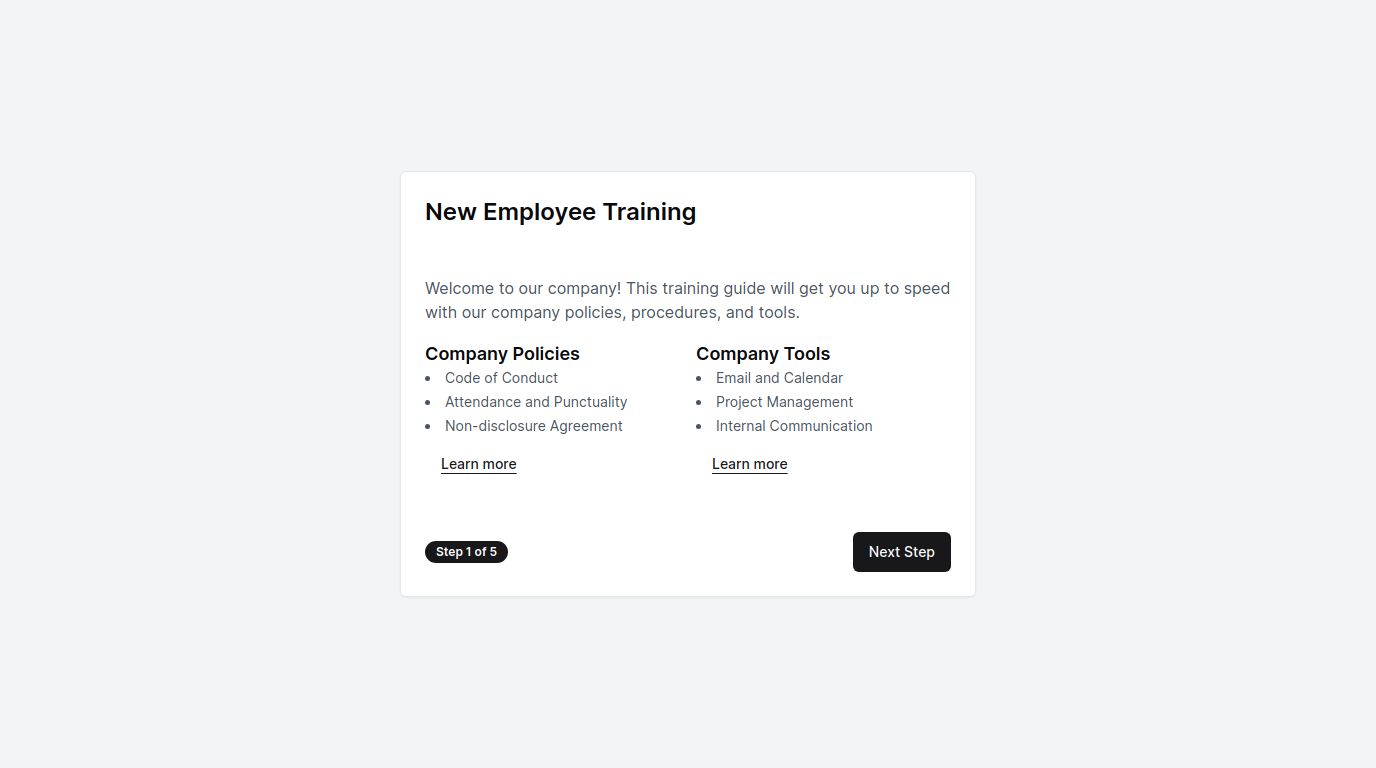 New Employee Training
Welcome to our company! This training guide will get you up to speed
with our company policies, procedures, and tools.
Company Policies
Code of Conduct
Attendance and Punctuality
Non-disclosure Agreement
Learn more
Company Tools
Email and Calendar
Project Management
Internal Communication
Learn more
Step 1 of 5
Next Step